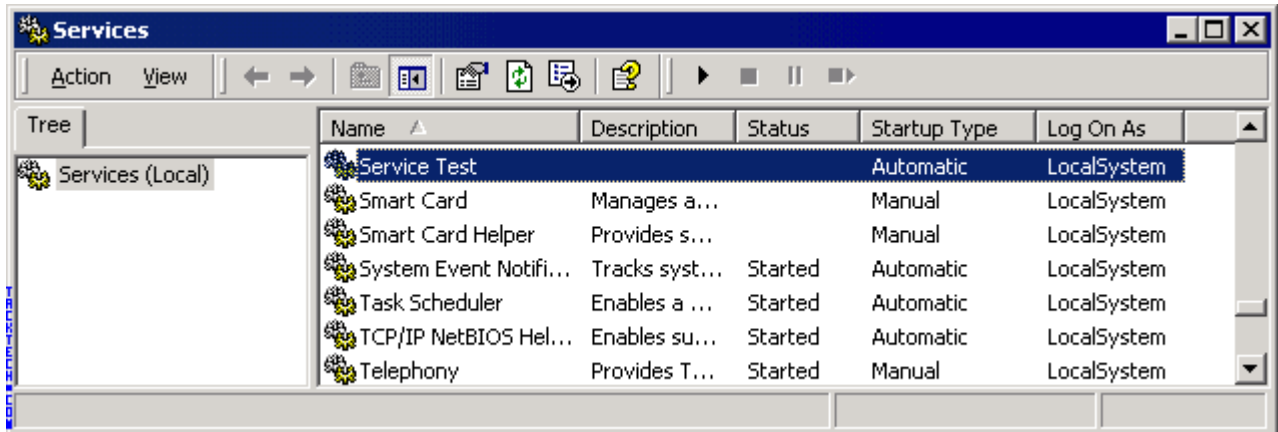 Services
Action View
Tree
Name Description Status Startup Type Log On As
Services (Local)
Service Test Automatic LocalSystem
Smart Card Manages a... Manual LocalSystem
Smart Card Helper Provides s... Manual LocalSystem
System Event Notifi... Tracks syst... Started Automatic LocalSystem
Task Scheduler Enables a ... Started Automatic LocalSystem
TCP/IP NetBIOS Hel... Enables su... Started Automatic LocalSystem
Telephony Provides T... Started Manual LocalSystem
TACKTECH.COM